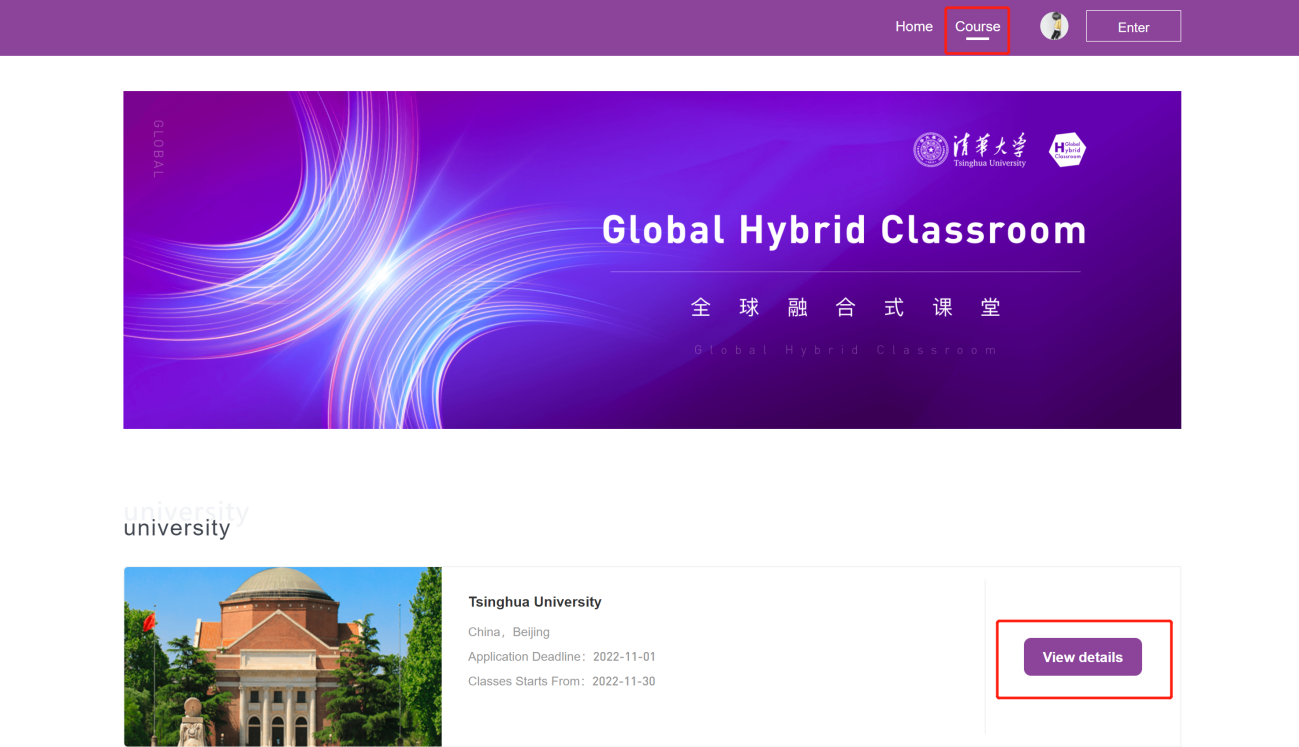 Home Course Enter
GLOBAL
清華大学
Tsinghua University
H Global
ybrid
Classroom
Global Hybrid Classroom
全球融合式课堂
Global Hybrid Classroom
university
university
Tsinghua University
China，Beijing
Application Deadline：2022-11-01
View details
Classes Starts From：2022-11-30